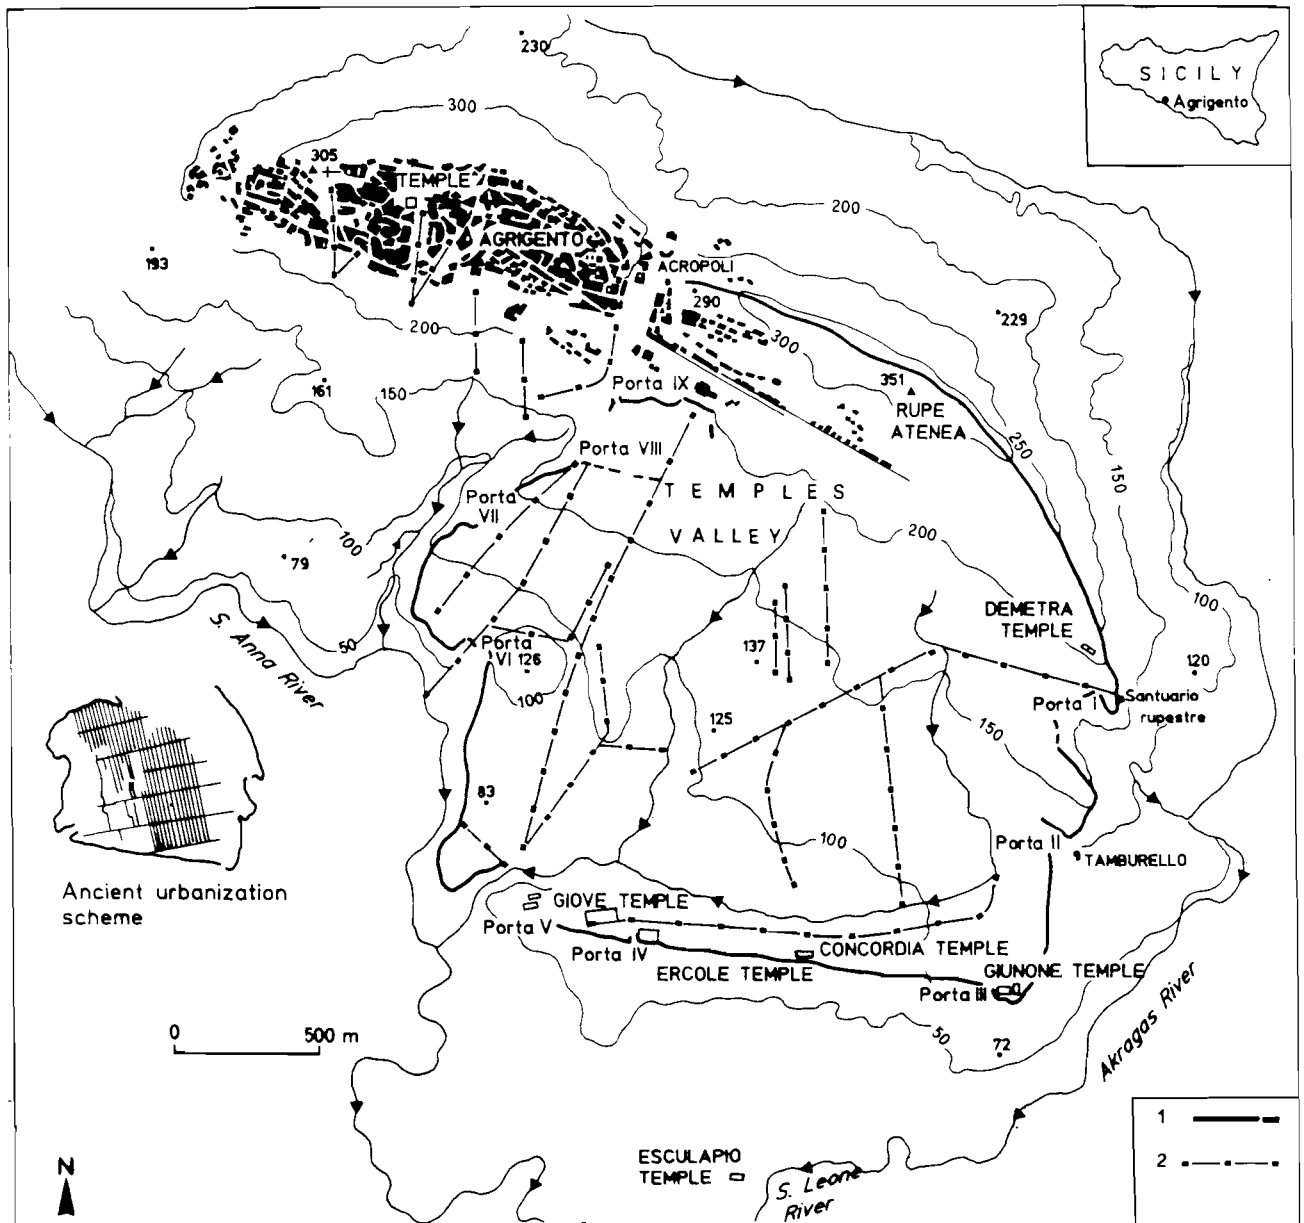 230
SICILY
Agrigento
300
305
TEMPLE
200
AGRIGENTO
193
ACROPOLI
290
229
200
300
161
150
Porta IX
351
RUPE
ATENEA
250
Porta VIII
150
TEMPLES
Porta
VII
VALLEY
200
100
79
100
S. Anna River
DEMETRA
TEMPLE
50
Porta
VI
126
137
120
100
Porta I
Santuario
rupestre
125
150
83
100
Porta II
TAMBURELLO
Ancient urbanization
scheme
GIOVE TEMPLE
Porta V
Porta IV
CONCORDIA TEMPLE
ERCOLE TEMPLE
GIUNONE TEMPLE
Porta III
0 500 m
50
72
Akragas River
1
2
N
ESCULAPIO
TEMPLE
S. Leone
River